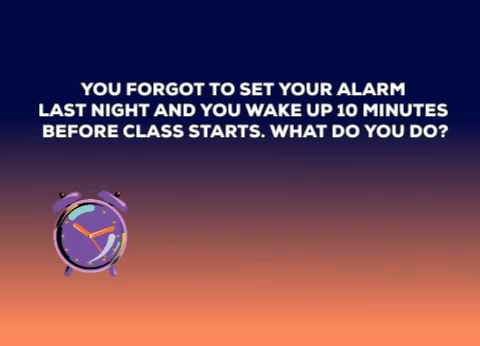 YOU FORGOT TO SET YOUR ALARM
LAST NIGHT AND YOU WAKE UP 10 MINUTES
BEFORE CLASS STARTS. WHAT DO YOU DO?